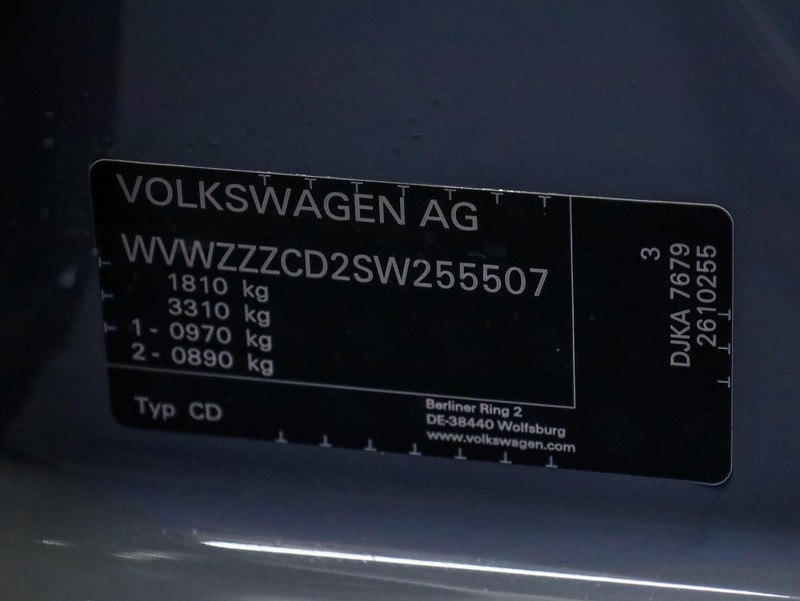 VOLKSWAGEN AG
WVWZZZCD2SW255507
1810 kg
3310 kg
1 - 0970 kg
2 - 0890 kg
Typ CD
Berliner Ring 2
DE-38440 Wolfsburg
www.volkswagen.com
3
DJKA 7679
2610255